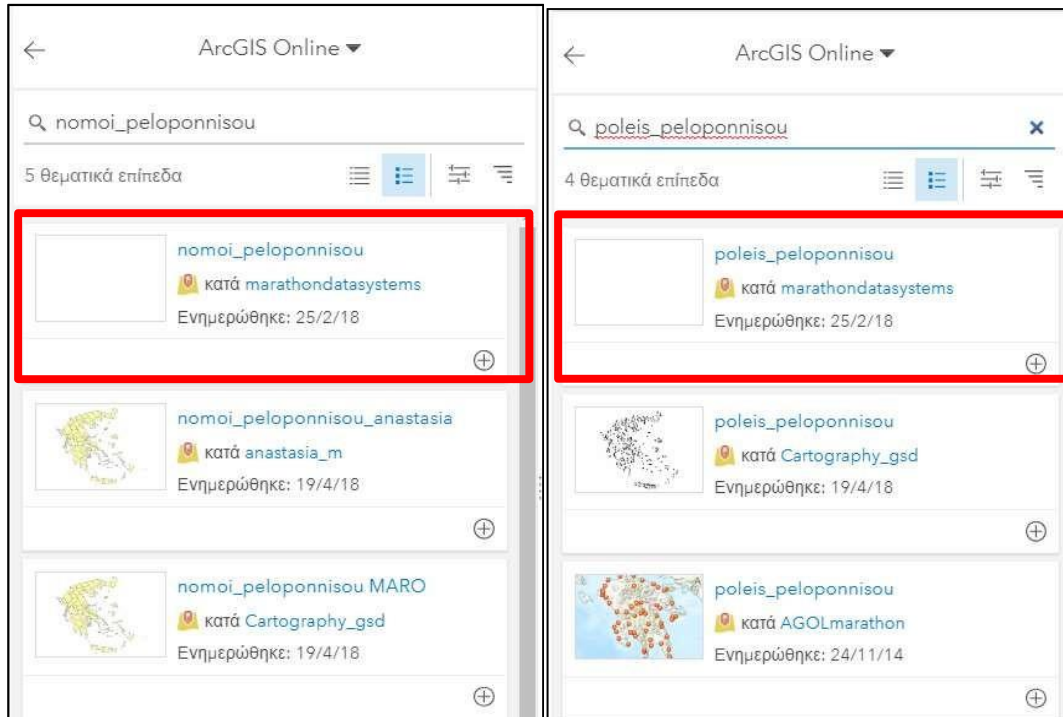 ArcGIS Online
nomoi_peloponnisou
5 θεματικά επίπεδα
nomoi_peloponnisou
κατά marathondatasystems
Ενημερώθηκε: 25/2/18
nomoi_peloponnisou_anastasia
κατά anastasia_m
Ενημερώθηκε: 19/4/18
nomoi_peloponnisou MARO
κατά Cartography_gsd
Ενημερώθηκε: 19/4/18
ArcGIS Online
poleis_peloponnisou
4 θεματικά επίπεδα
poleis_peloponnisou
κατά marathondatasystems
Ενημερώθηκε: 25/2/18
poleis_peloponnisou
κατά Cartography_gsd
Ενημερώθηκε: 19/4/18
poleis_peloponnisou
κατά AGOLmarathon
Ενημερώθηκε: 24/11/14